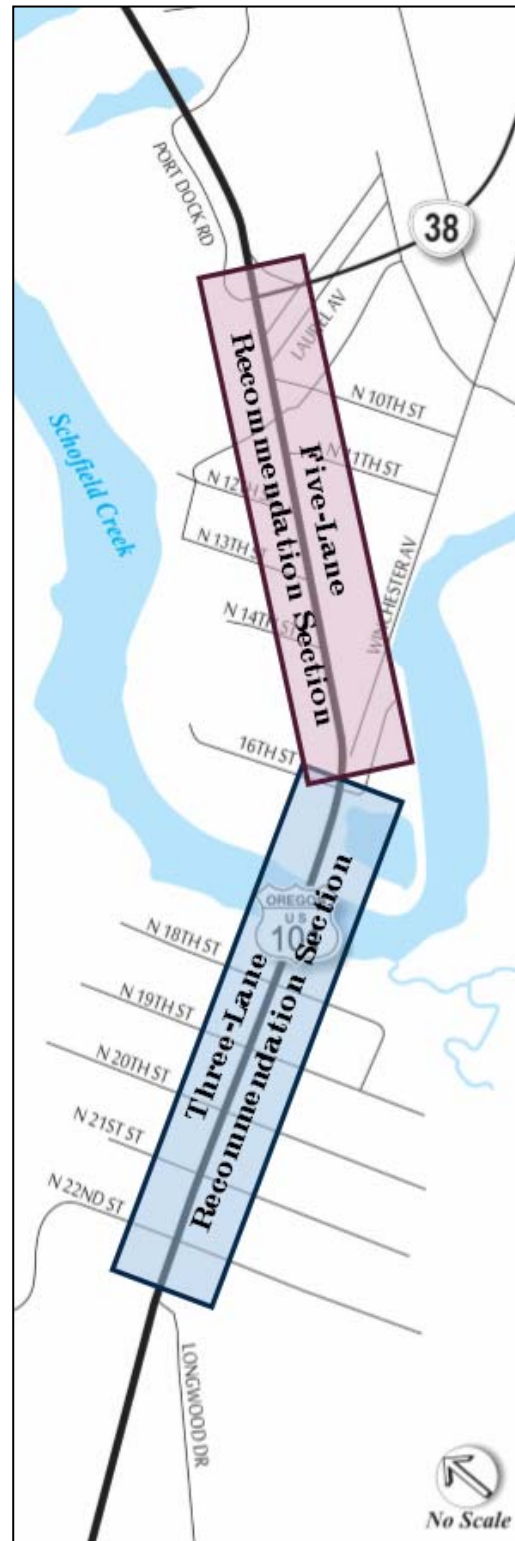 PORT DOCK RD
38
LAUREL AV
Five-Lane
Recommendation Section
N 10TH ST
N 11TH ST
N 12TH S
N 13TH ST
N 14TH ST
WINCHESTER AV
Schofield Creek
16TH ST
OREGON
US
101
Three-Lane
Recommendation Section
N 18TH ST
N 19TH ST
N 20TH ST
N 21ST ST
N 22ND ST
LONGWOOD DR
No Scale